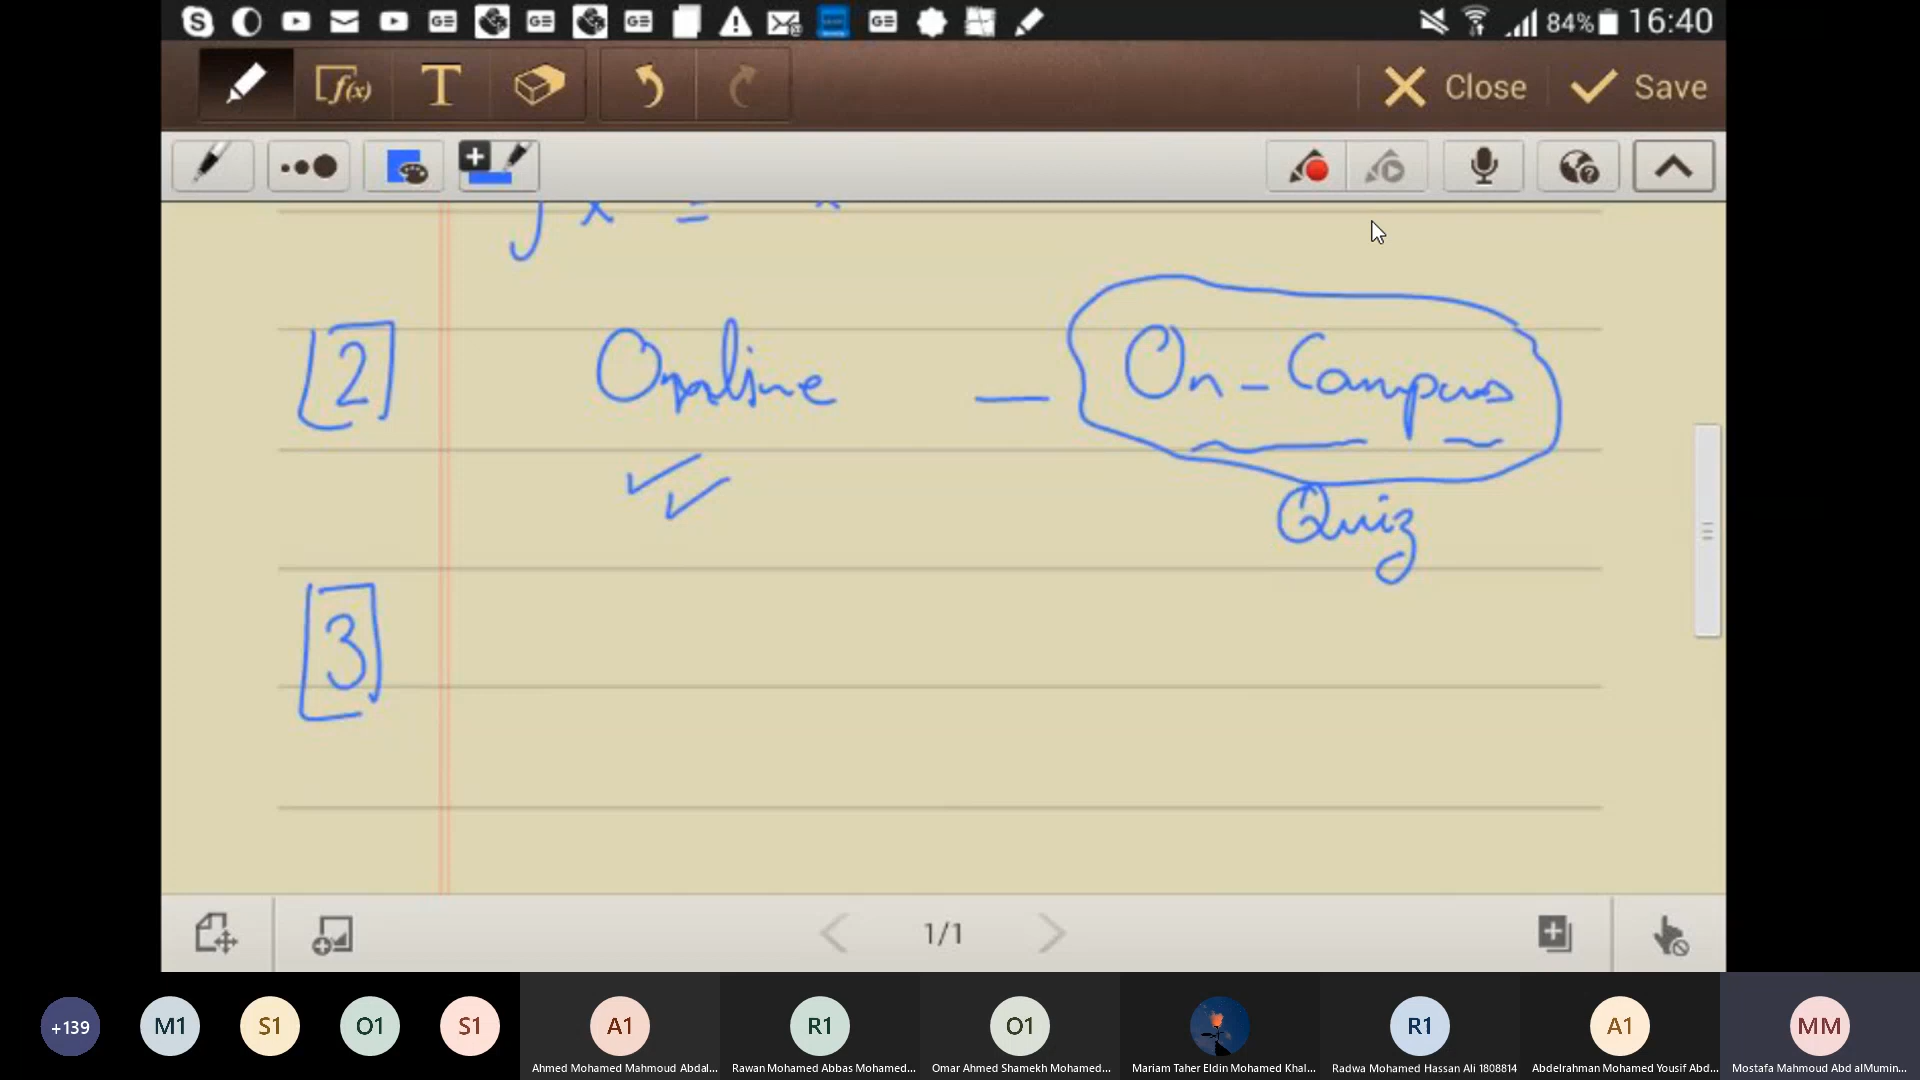 84% 16:40
T Close Save
x =
[2] Online — On-Campus
Quiz
[3]
1/1
+139 M1 S1 O1 S1 A1 R1 O1 R1 A1 MM
Ahmed Mohamed Mahmoud Abdal... Rawan Mohamed Abbas Mohamed... Omar Ahmed Shamekh Mohamed... Mariam Taher Eldin Mohamed Khal... Radwa Mohamed Hassan Ali 1808814 Abdelrahman Mohamed Yousif Abd... Mostafa Mahmoud Abd alMumin...